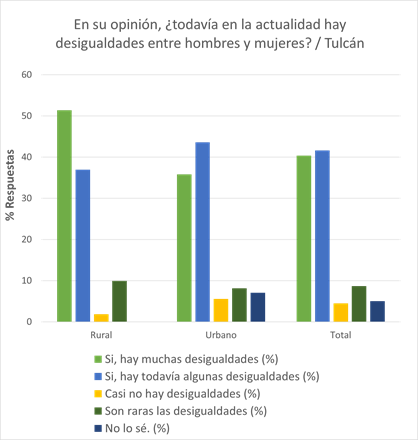 En su opinión, ¿todavía en la actualidad hay
desigualdades entre hombres y mujeres? / Tulcán
60
50
40
30
20
10
0
% Respuestas
Rural
Urbano
Total
Si, hay muchas desigualdades (%)
Si, hay todavía algunas desigualdades (%)
Casi no hay desigualdades (%)
Son raras las desigualdades (%)
No lo sé. (%)